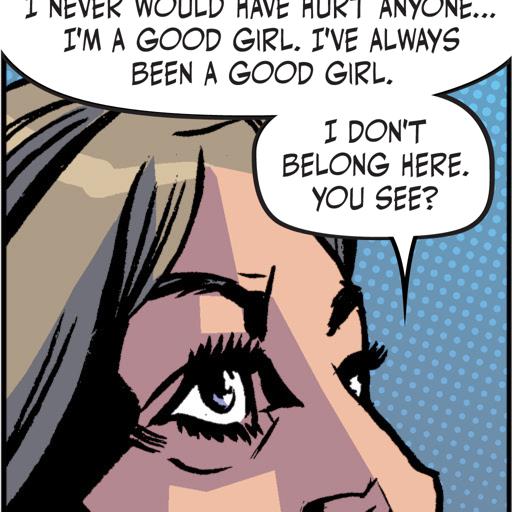 I NEVER WOULD HAVE HURT ANYONE...
I'M A GOOD GIRL. I'VE ALWAYS
BEEN A GOOD GIRL.
I DON'T
BELONG HERE.
YOU SEE?